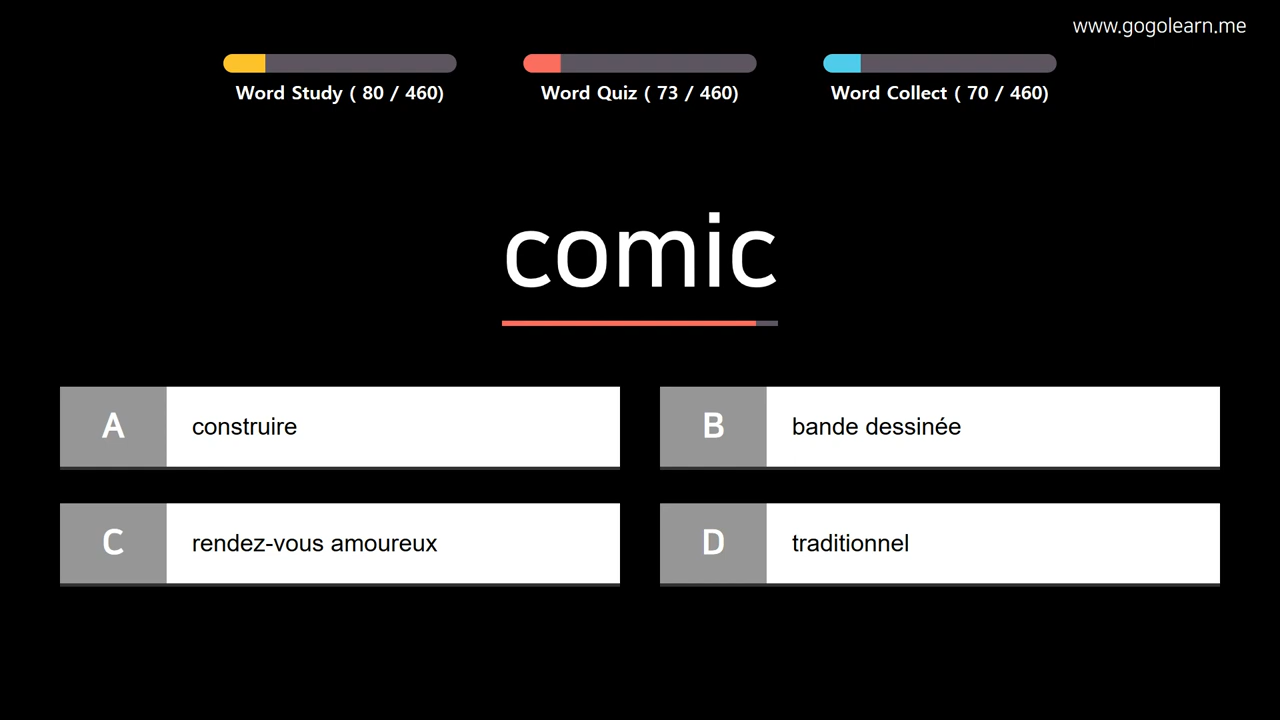 www.gogolearn.me
Word Study ( 80 / 460)
Word Quiz ( 73 / 460)
Word Collect ( 70 / 460)
comic
A construire
B bande dessinée
C rendez-vous amoureux
D traditionnel